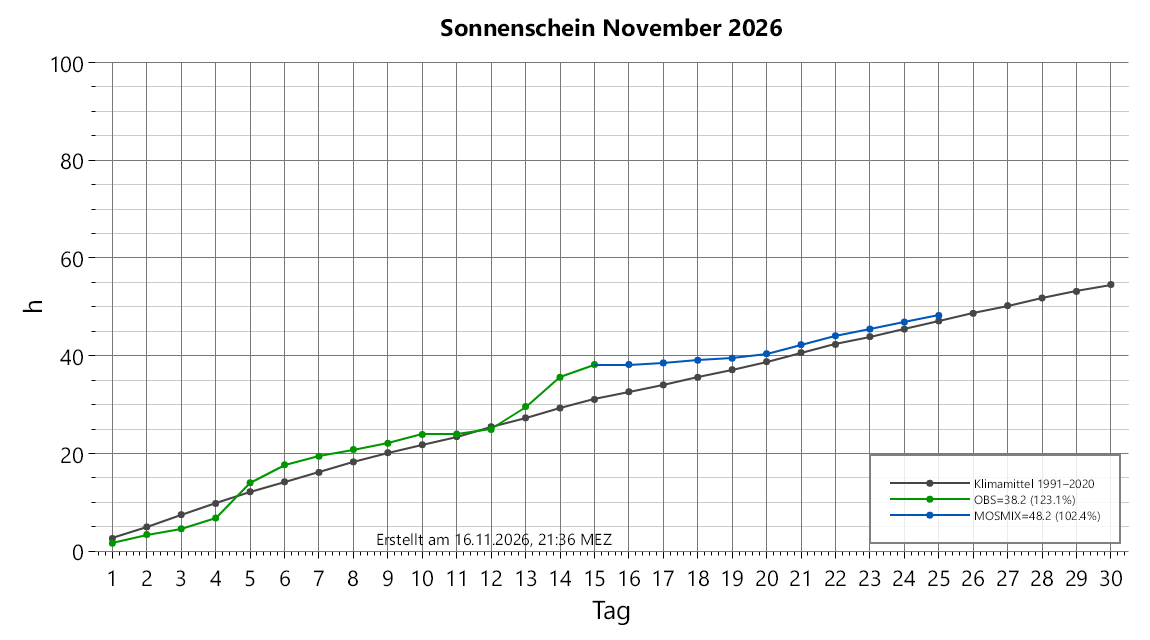 Sonnenschein November 2026
100
80
60
40
20
0
h
Klimamittel 1991–2020
OBS=38.2 (123.1%)
MOSMIX=48.2 (102.4%)
Erstellt am 16.11.2026, 21:36 MEZ
1 2 3 4 5 6 7 8 9 10 11 12 13 14 15 16 17 18 19 20 21 22 23 24 25 26 27 28 29 30
Tag